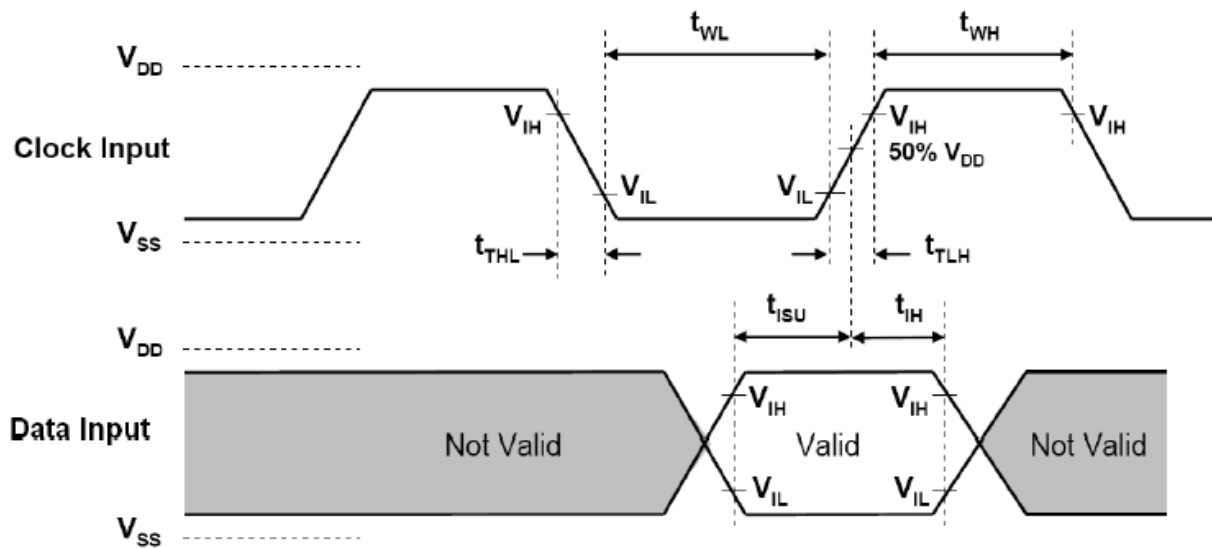 t_WL
t_WH
V_DD
V_IH
V_IH
V_IH
Clock Input
50% V_DD
V_IL
V_IL
V_SS
t_THL
t_TLH
t_ISU
t_IH
V_DD
V_IH
V_IH
Data Input
Not Valid
Valid
Not Valid
V_IL
V_IL
V_SS